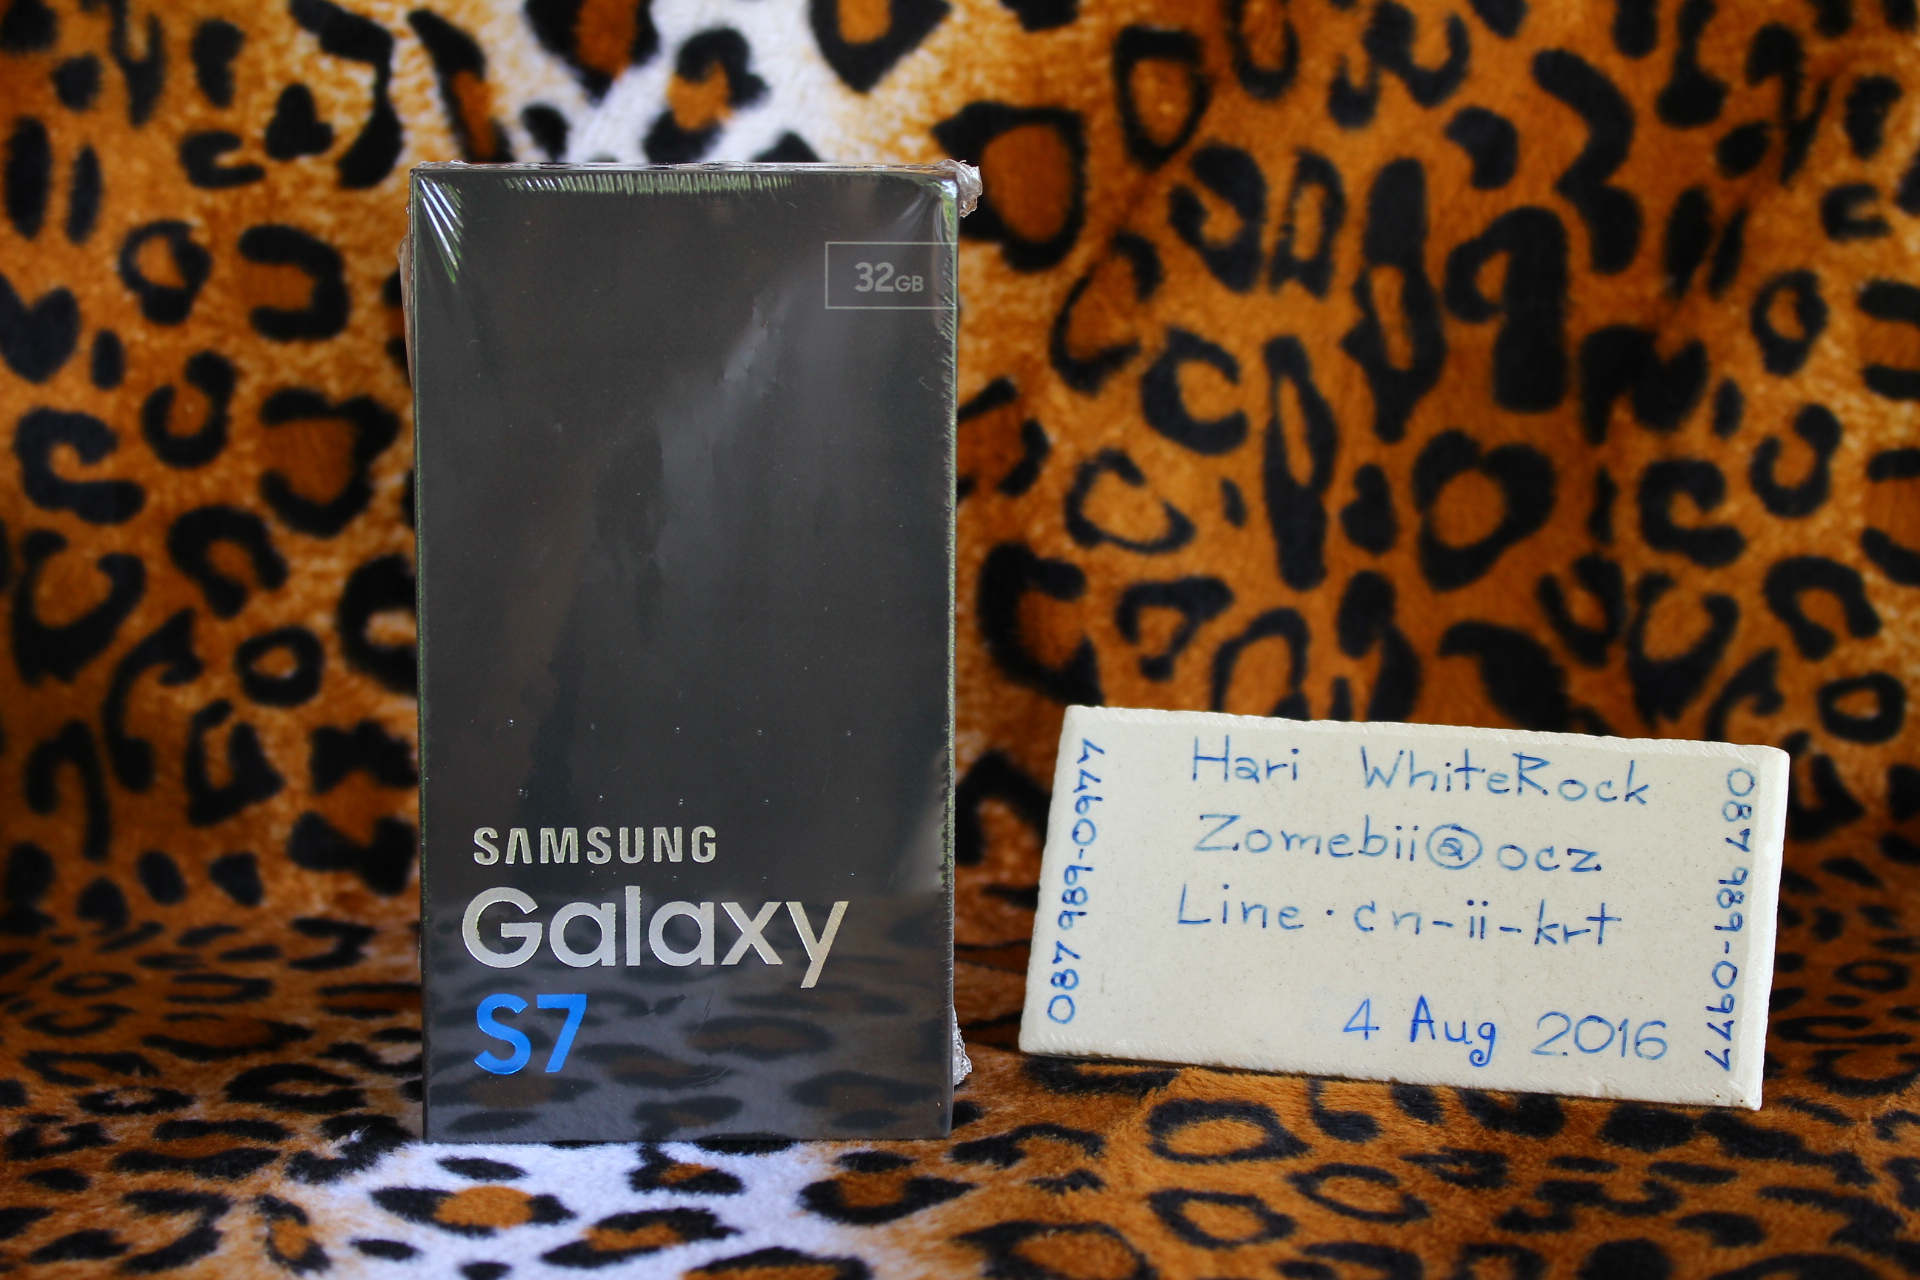 32GB
SAMSUNG
Galaxy
S7
087 989-0977
Hari WhiteRock
Zomebii@ocz
Line · cn-ii-krt
4 Aug 2016
087 989-0977